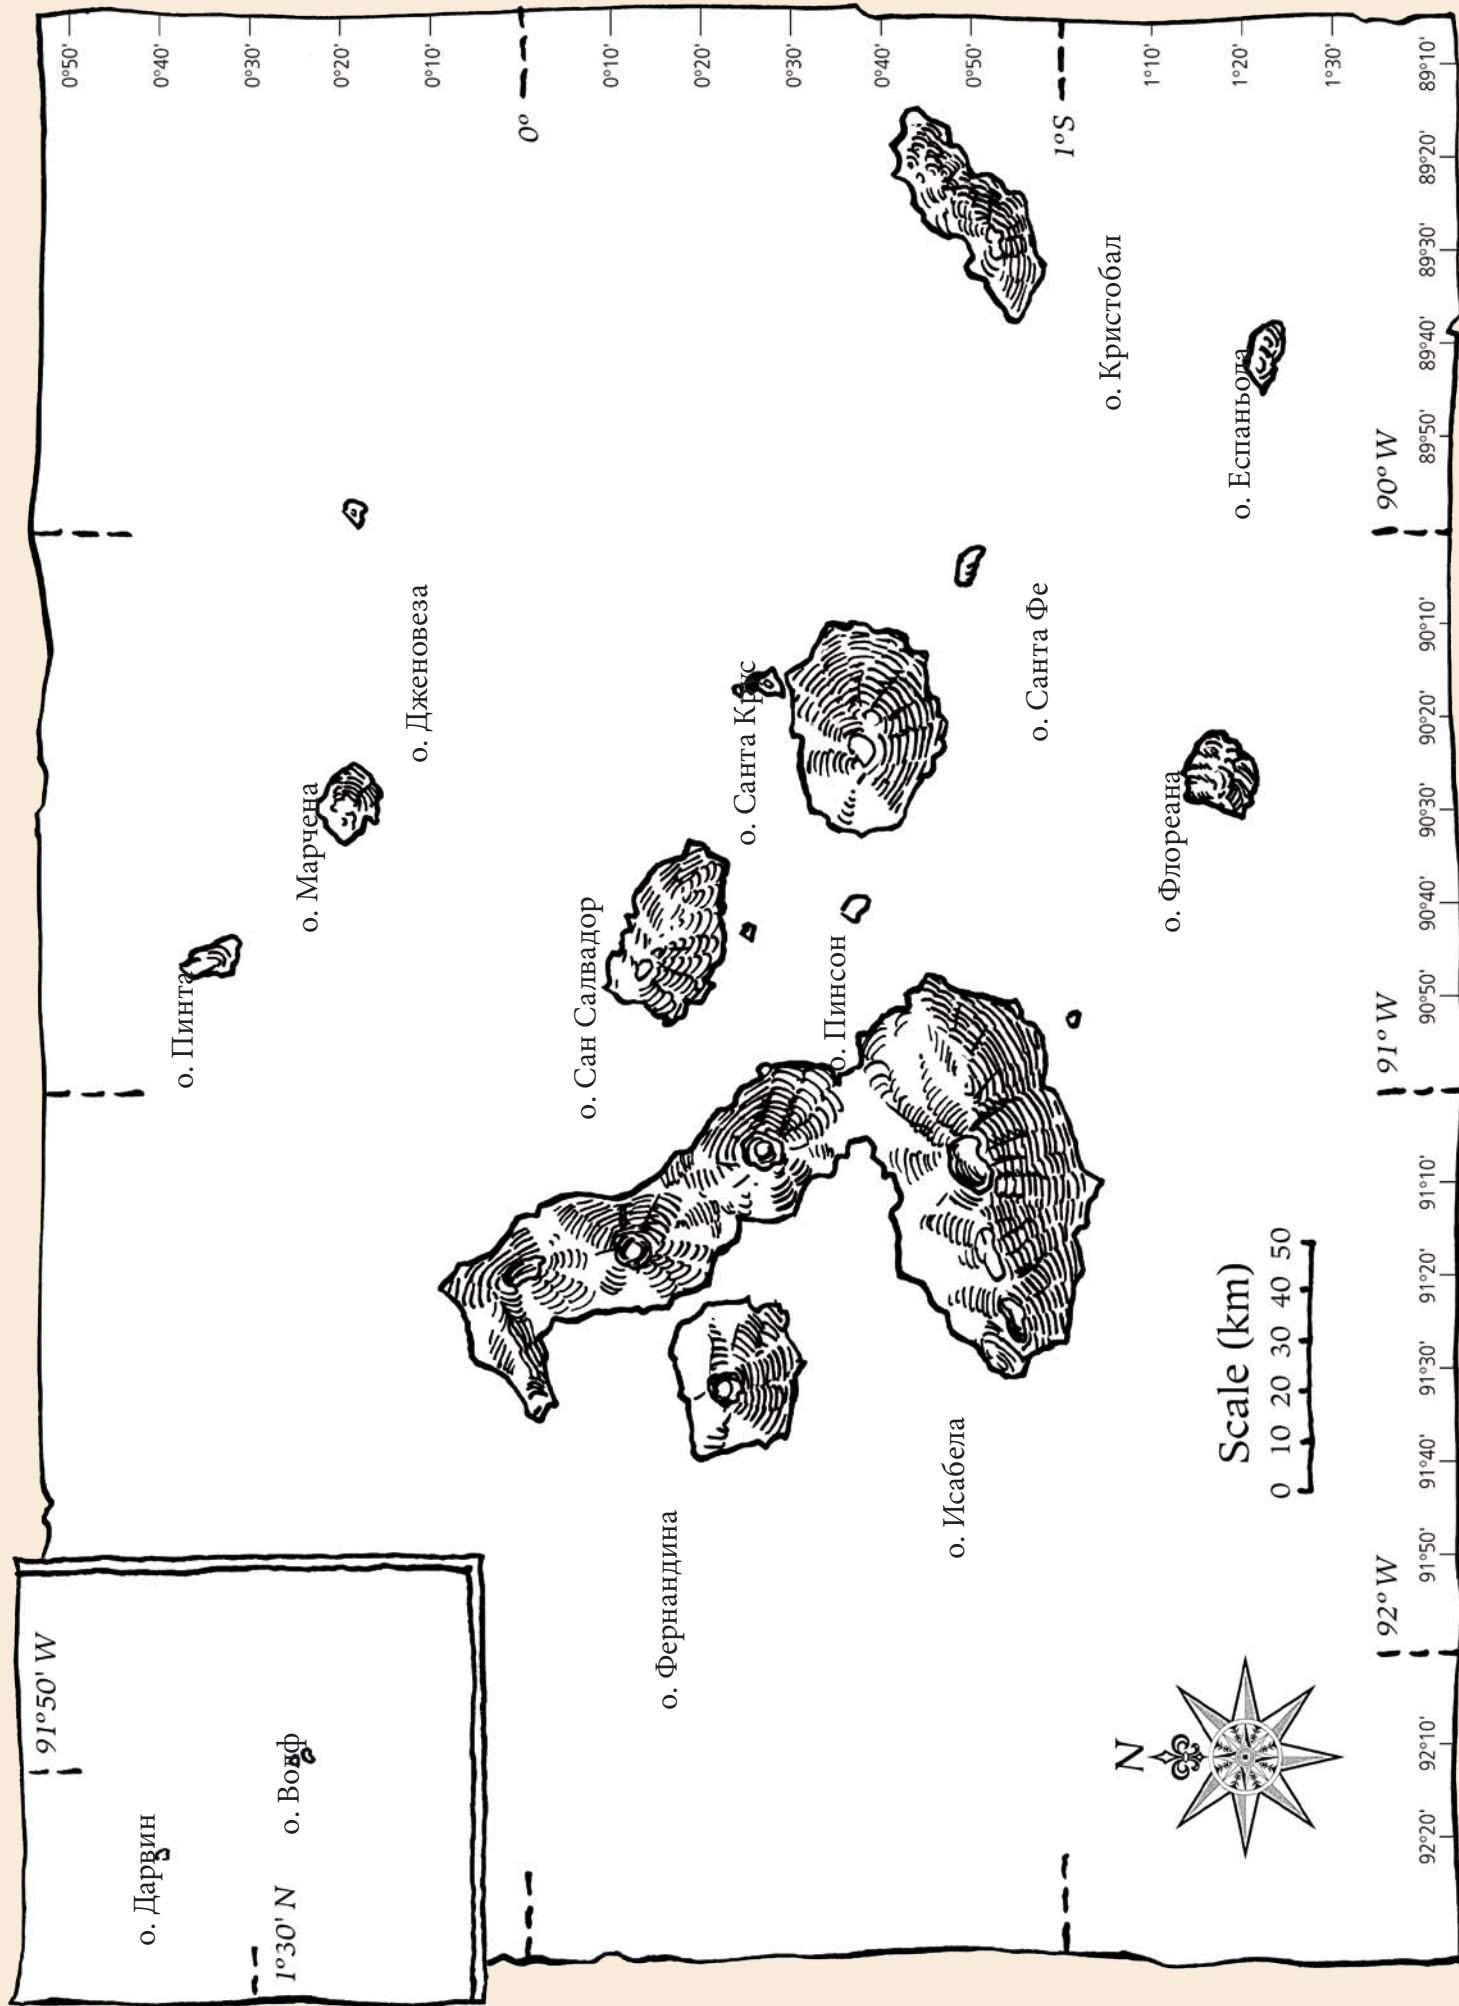 91°50' W
о. Дарвин
о. Волф
1°30' N
0°50'
0°40'
0°30'
0°20'
0°10'
0°
0°10'
0°20'
0°30'
0°40'
0°50'
1°S
1°10'
1°20'
1°30'
о. Пинта
о. Марчена
о. Дженовеза
о. Сан Салвадор
о. Санта Крус
о. Фернандина
о. Пинсон
о. Исабела
о. Санта Фе
о. Кристобал
о. Флореана
о. Еспаньола
N
Scale (km)
0 10 20 30 40 50
92° W
91° W
90° W
92°20' 92°10' 91°50' 91°40' 91°30' 91°20' 91°10' 90°50' 90°40' 90°30' 90°20' 90°10' 89°50' 89°40' 89°30' 89°20' 89°10'